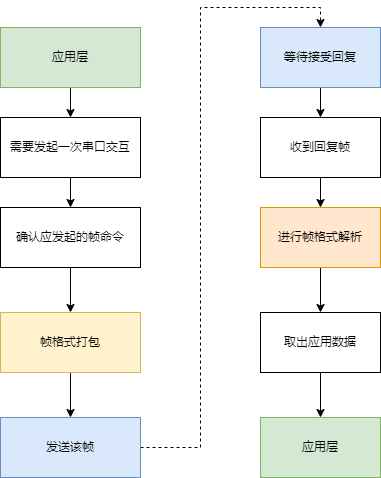 应用层
需要发起一次串口交互
确认应发起的帧命令
帧格式打包
发送该帧
等待接受回复
收到回复帧
进行帧格式解析
取出应用数据
应用层